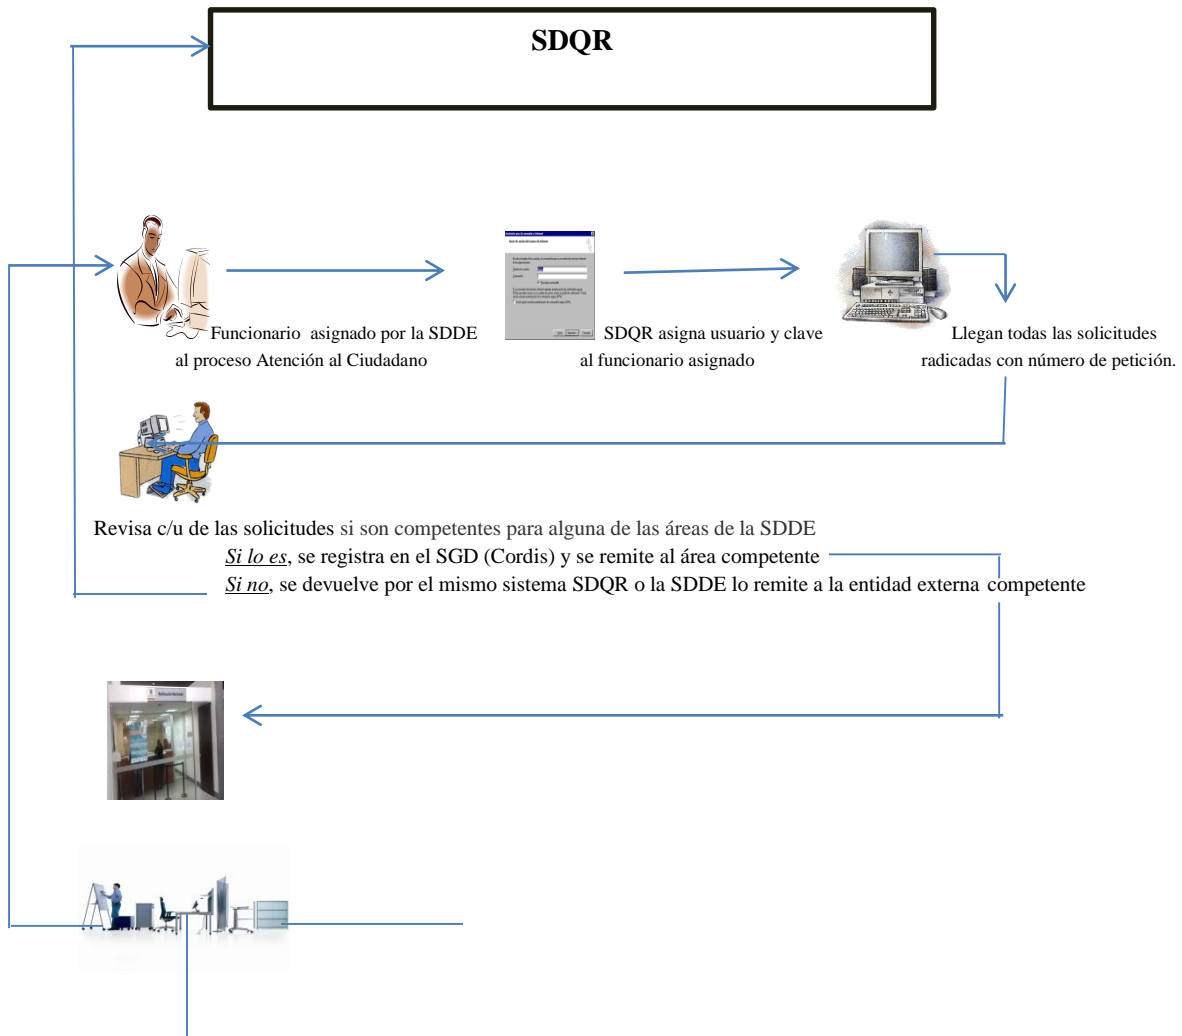 SDQR
Funcionario asignado por la SDDE
al proceso Atención al Ciudadano
SDQR asigna usuario y clave
al funcionario asignado
Llegan todas las solicitudes
radicadas con número de petición.
Revisa c/u de las solicitudes si son competentes para alguna de las áreas de la SDDE
Si lo es, se registra en el SGD (Cordis) y se remite al área competente
Si no, se devuelve por el mismo sistema SDQR o la SDDE lo remite a la entidad externa competente